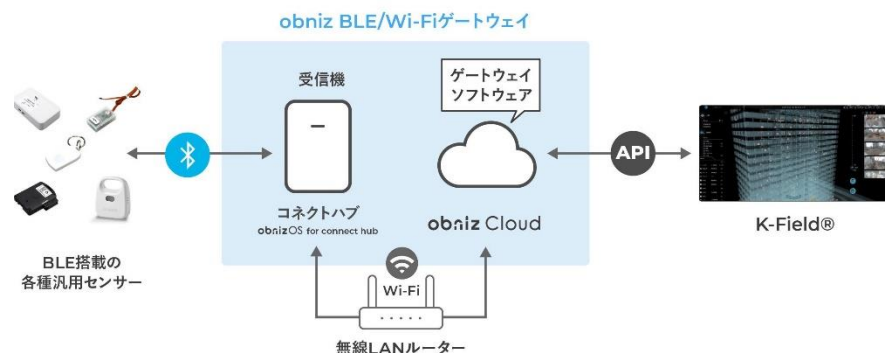 obniz BLE/Wi-Fiゲートウェイ
受信機
ゲートウェイ
ソフトウェア
API
コネクトハブ
obnizOS for connect hub
obniz Cloud
K-Field®
BLE搭載の
各種汎用センサー
Wi-Fi
無線LANルーター